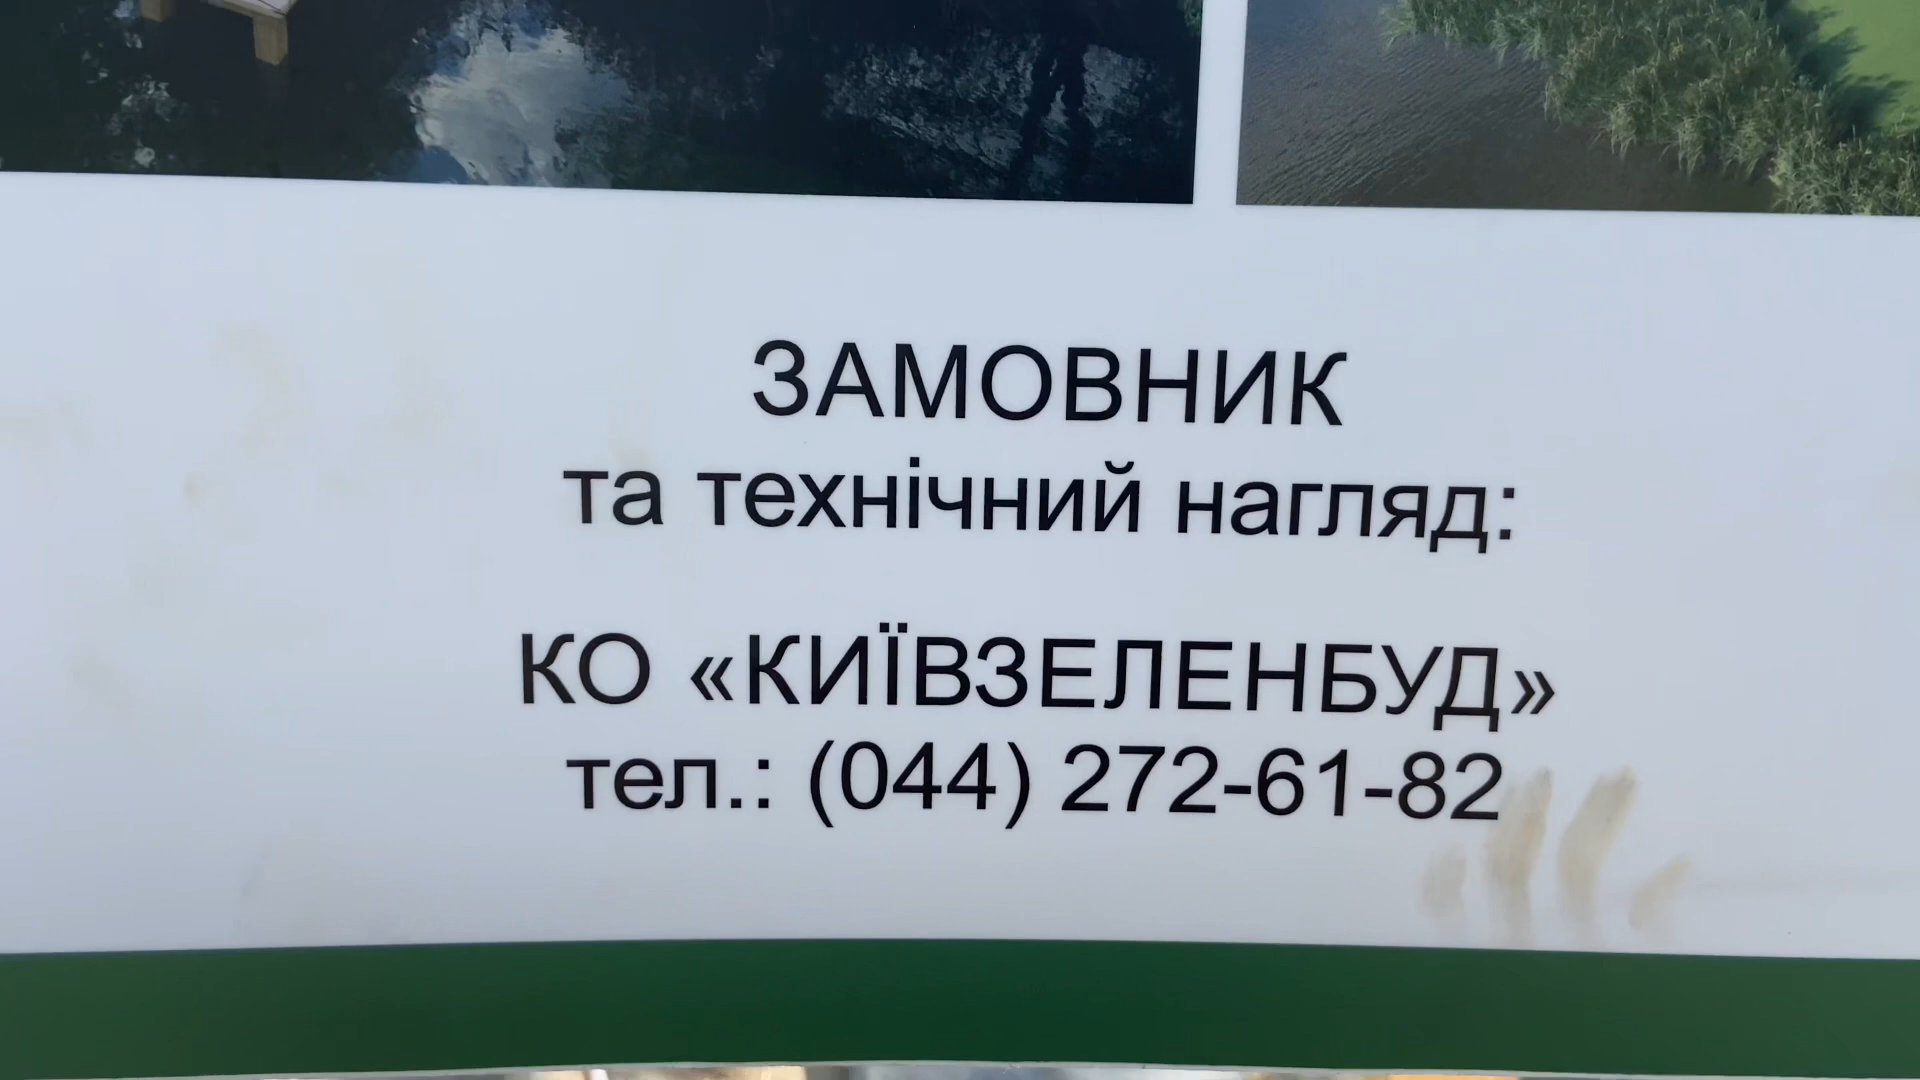 ЗАМОВНИК
та технічний нагляд:
КО «КИЇВЗЕЛЕНБУД»
тел.: (044) 272-61-82